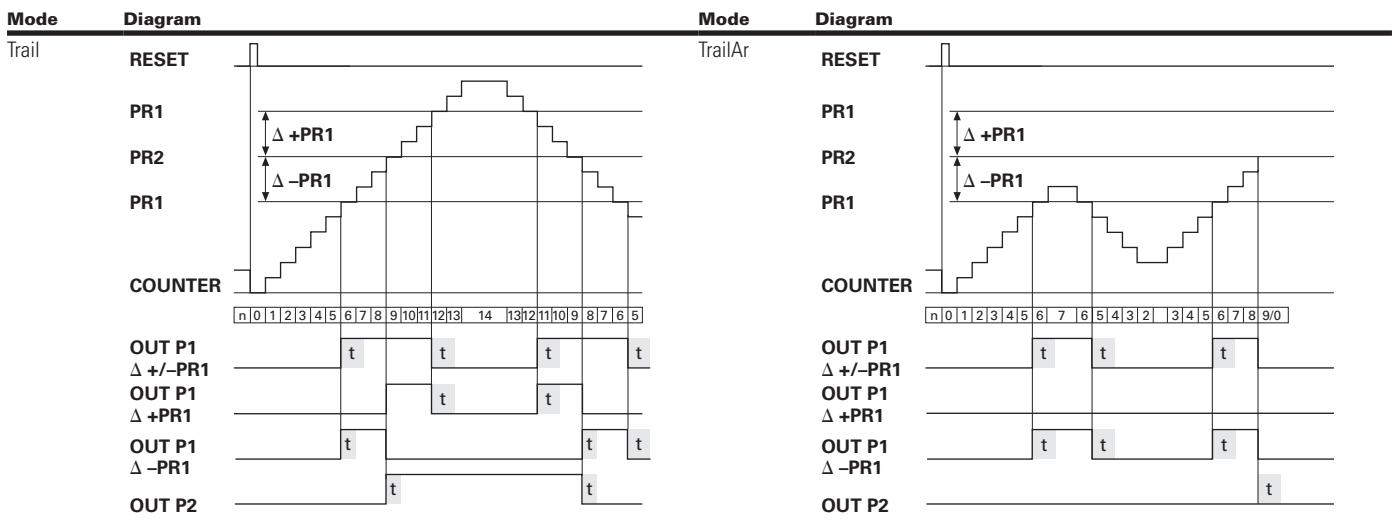 Mode Diagram
Trail
RESET
PR1
Δ +PR1
PR2
Δ –PR1
PR1
COUNTER
n 0 1 2 3 4 5 6 7 8 9 10 11 12 13 14 13 12 11 10 9 8 7 6 5
OUT P1
Δ +/–PR1
t t t t
OUT P1
Δ +PR1
t t
OUT P1
Δ –PR1
t t t
OUT P2
t t
Mode Diagram
TrailAr
RESET
PR1
Δ +PR1
PR2
Δ –PR1
PR1
COUNTER
n 0 1 2 3 4 5 6 7 6 5 4 3 2 3 4 5 6 7 8 9/0
OUT P1
Δ +/–PR1
t t t
OUT P1
Δ +PR1
OUT P1
Δ –PR1
t t t
OUT P2
t